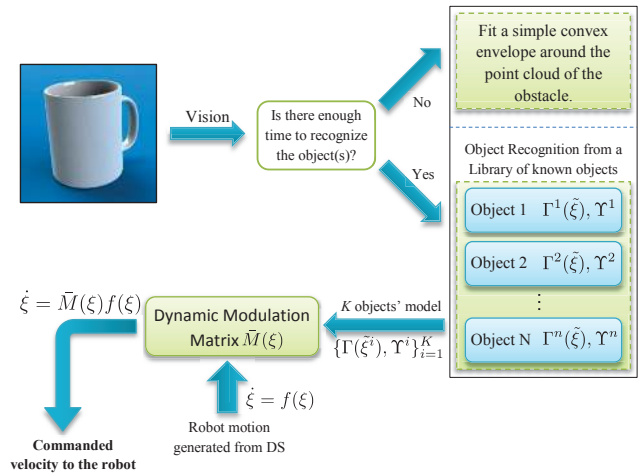 Fit a simple convex
envelope around the
point cloud of the
obstacle.
Vision
Is there enough
time to recognize
the object(s)?
No
Yes
Object Recognition from a
Library of known objects
Object 1 Γ¹(ξ̃), ϒ¹
Object 2 Γ²(ξ̃), ϒ²
⋮
Object N Γⁿ(ξ̃), ϒⁿ
K objects' model
{Γ(ξ̃ⁱ), ϒⁱ}ᵢ₌₁ᴷ
Dynamic Modulation
Matrix M̄(ξ)
ξ̇ = M̄(ξ)f(ξ)
ξ̇ = f(ξ)
Robot motion
generated from DS
Commanded
velocity to the robot